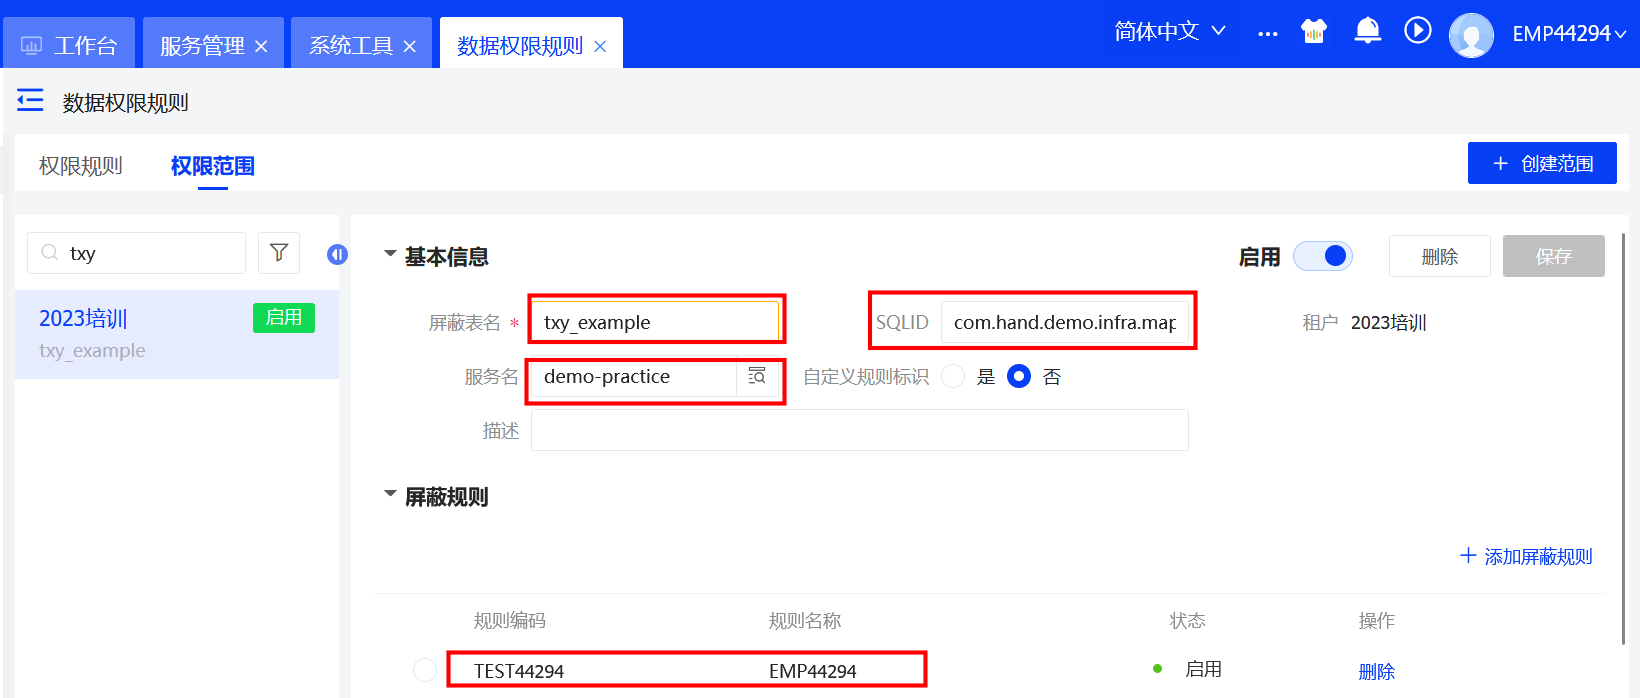 工作台 服务管理 系统工具 数据权限规则 简体中文 ... EMP44294
数据权限规则
权限规则 权限范围 + 创建范围
txy
2023培训 启用
txy_example
基本信息 启用 删除 保存
屏蔽表名 * txy_example SQLID com.hand.demo.infra.map 租户 2023培训
服务名 demo-practice 自定义规则标识 是 否
描述
屏蔽规则
+ 添加屏蔽规则
规则编码 规则名称 状态 操作
TEST44294 EMP44294 启用 删除